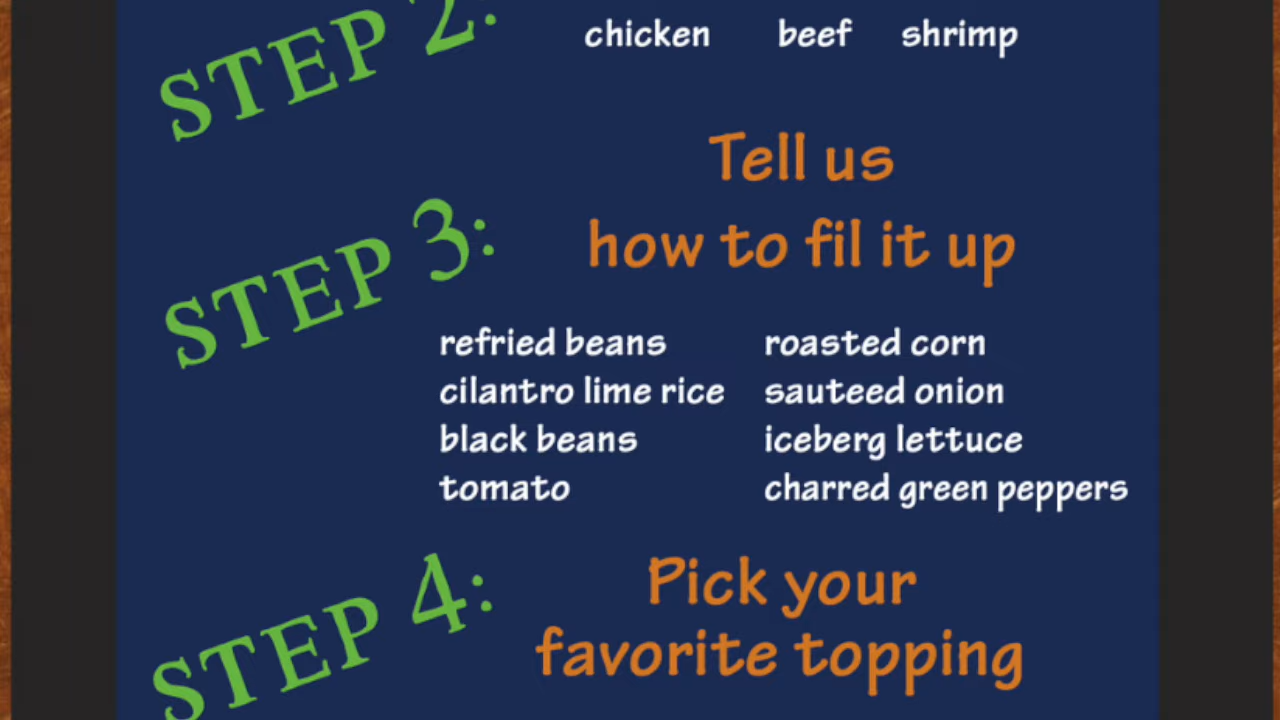 STEP 2:
chicken beef shrimp
STEP 3:
Tell us
how to fil it up
refried beans roasted corn
cilantro lime rice sauteed onion
black beans iceberg lettuce
tomato charred green peppers
STEP 4:
Pick your
favorite topping